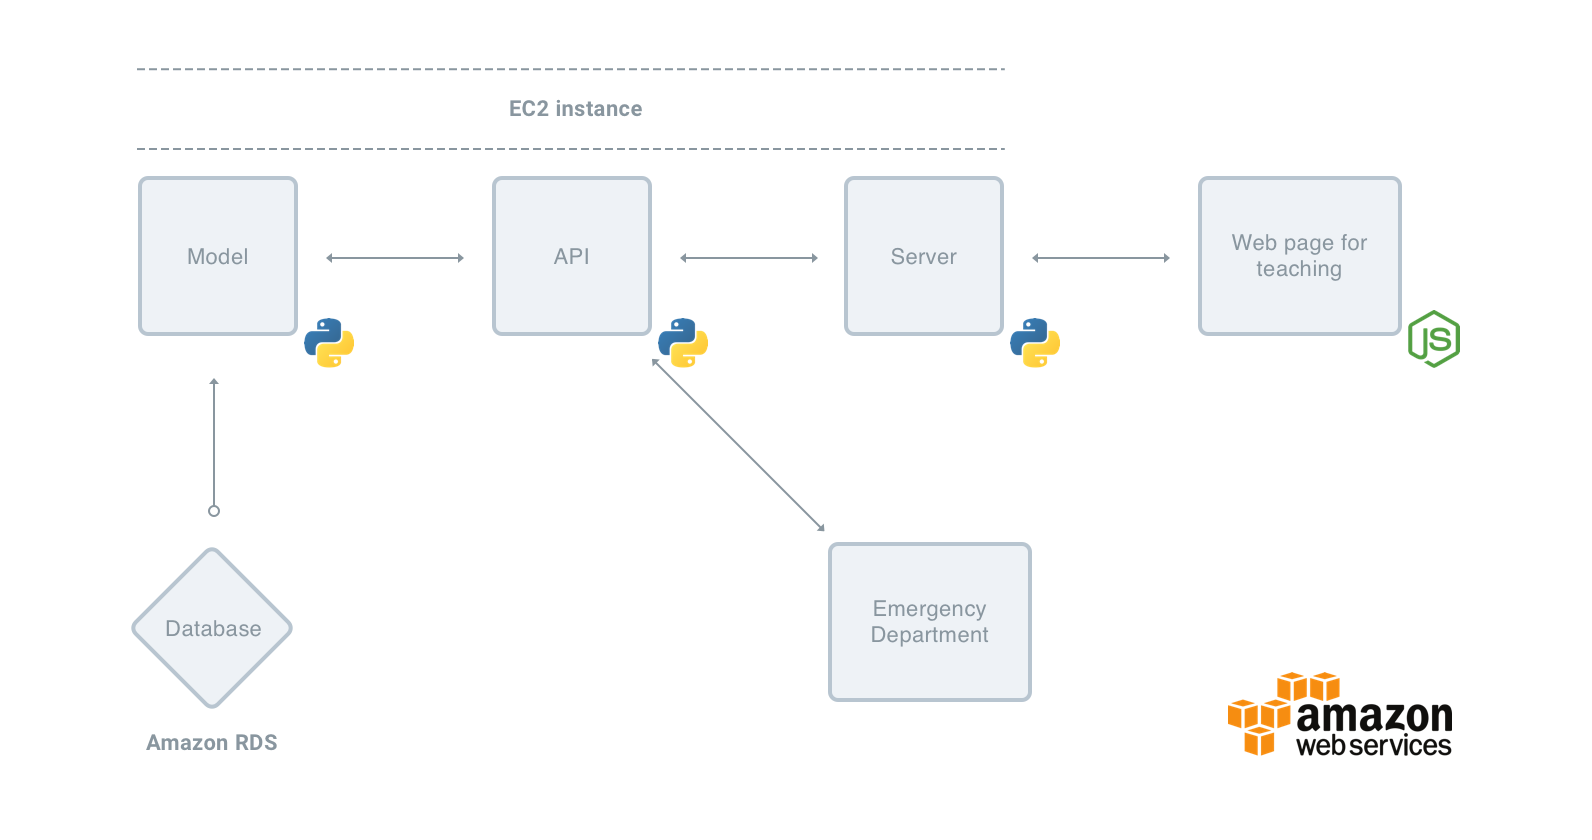 EC2 instance
Model
API
Server
Web page for
teaching
JS
Database
Emergency
Department
Amazon RDS
amazon
web services